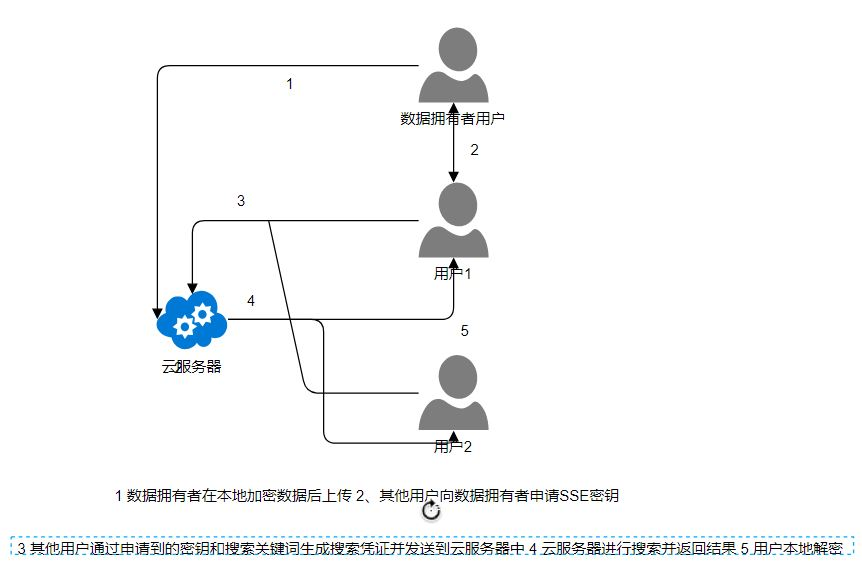 1
数据拥有者用户
2
3
用户1
4
5
云服务器
2
用户2
1 数据拥有者在本地加密数据后上传 2、其他用户向数据拥有者申请SSE密钥
3 其他用户通过申请到的密钥和搜索关键词生成搜索凭证并发送到云服务器中 4 云服务器进行搜索并返回结果 5 用户本地解密